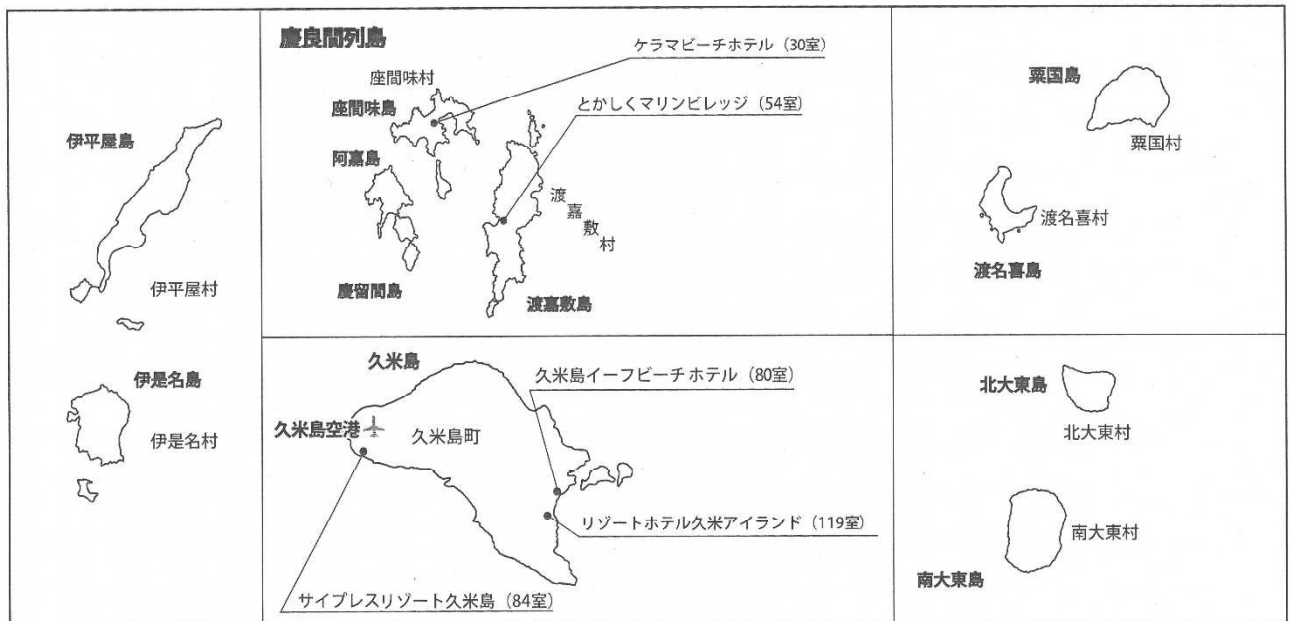 伊平屋島
伊平屋村
伊是名島
伊是名村
慶良間列島
ケラマビーチホテル（30室）
座間味村
座間味島
とかしくマリンビレッジ（54室）
阿嘉島
渡嘉敷村
慶留間島
渡嘉敷島
粟国島
粟国村
渡名喜村
渡名喜島
久米島
久米島イーフビーチホテル（80室）
久米島空港
久米島町
リゾートホテル久米アイランド（119室）
サイプレスリゾート久米島（84室）
北大東島
北大東村
南大東村
南大東島